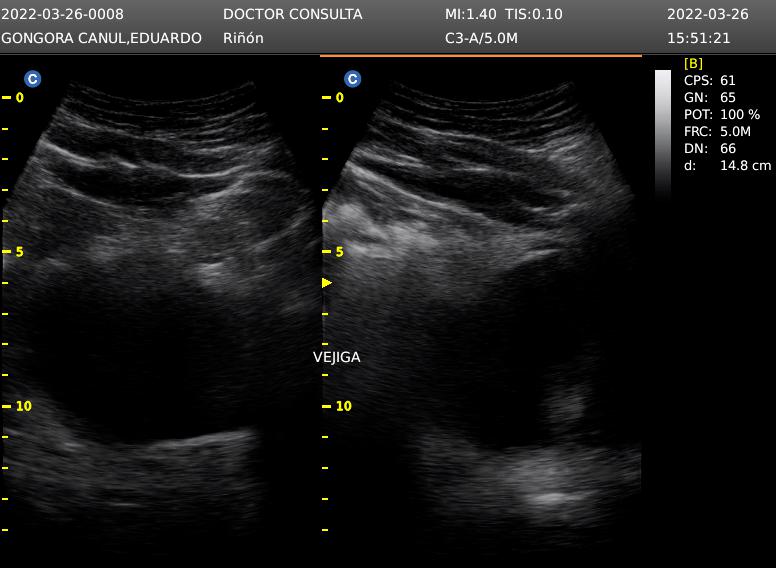 2022-03-26-0008 DOCTOR CONSULTA MI:1.40 TIS:0.10 2022-03-26
GONGORA CANUL,EDUARDO Riñón C3-A/5.0M 15:51:21
[B]
C C
CPS: 61
0 0
GN: 65
POT: 100 %
FRC: 5.0M
DN: 66
d: 14.8 cm
5 5
VEJIGA
10 10